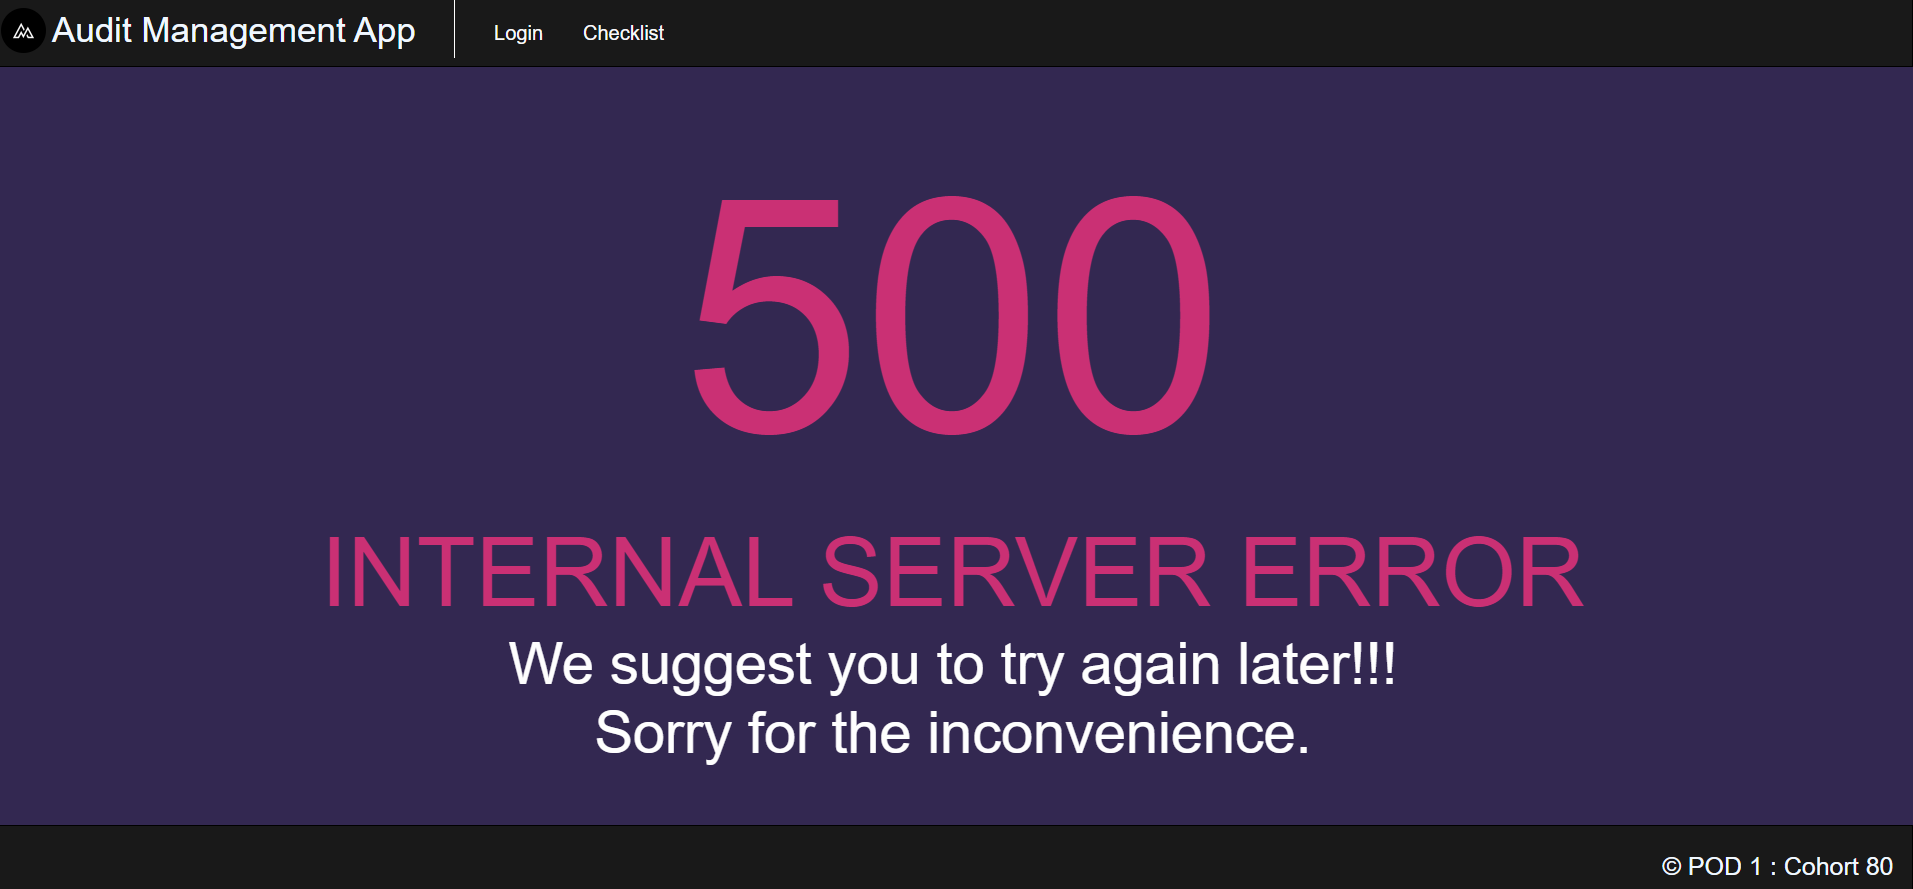 Audit Management App
Login
Checklist
500
INTERNAL SERVER ERROR
We suggest you to try again later!!!
Sorry for the inconvenience.
© POD 1 : Cohort 80